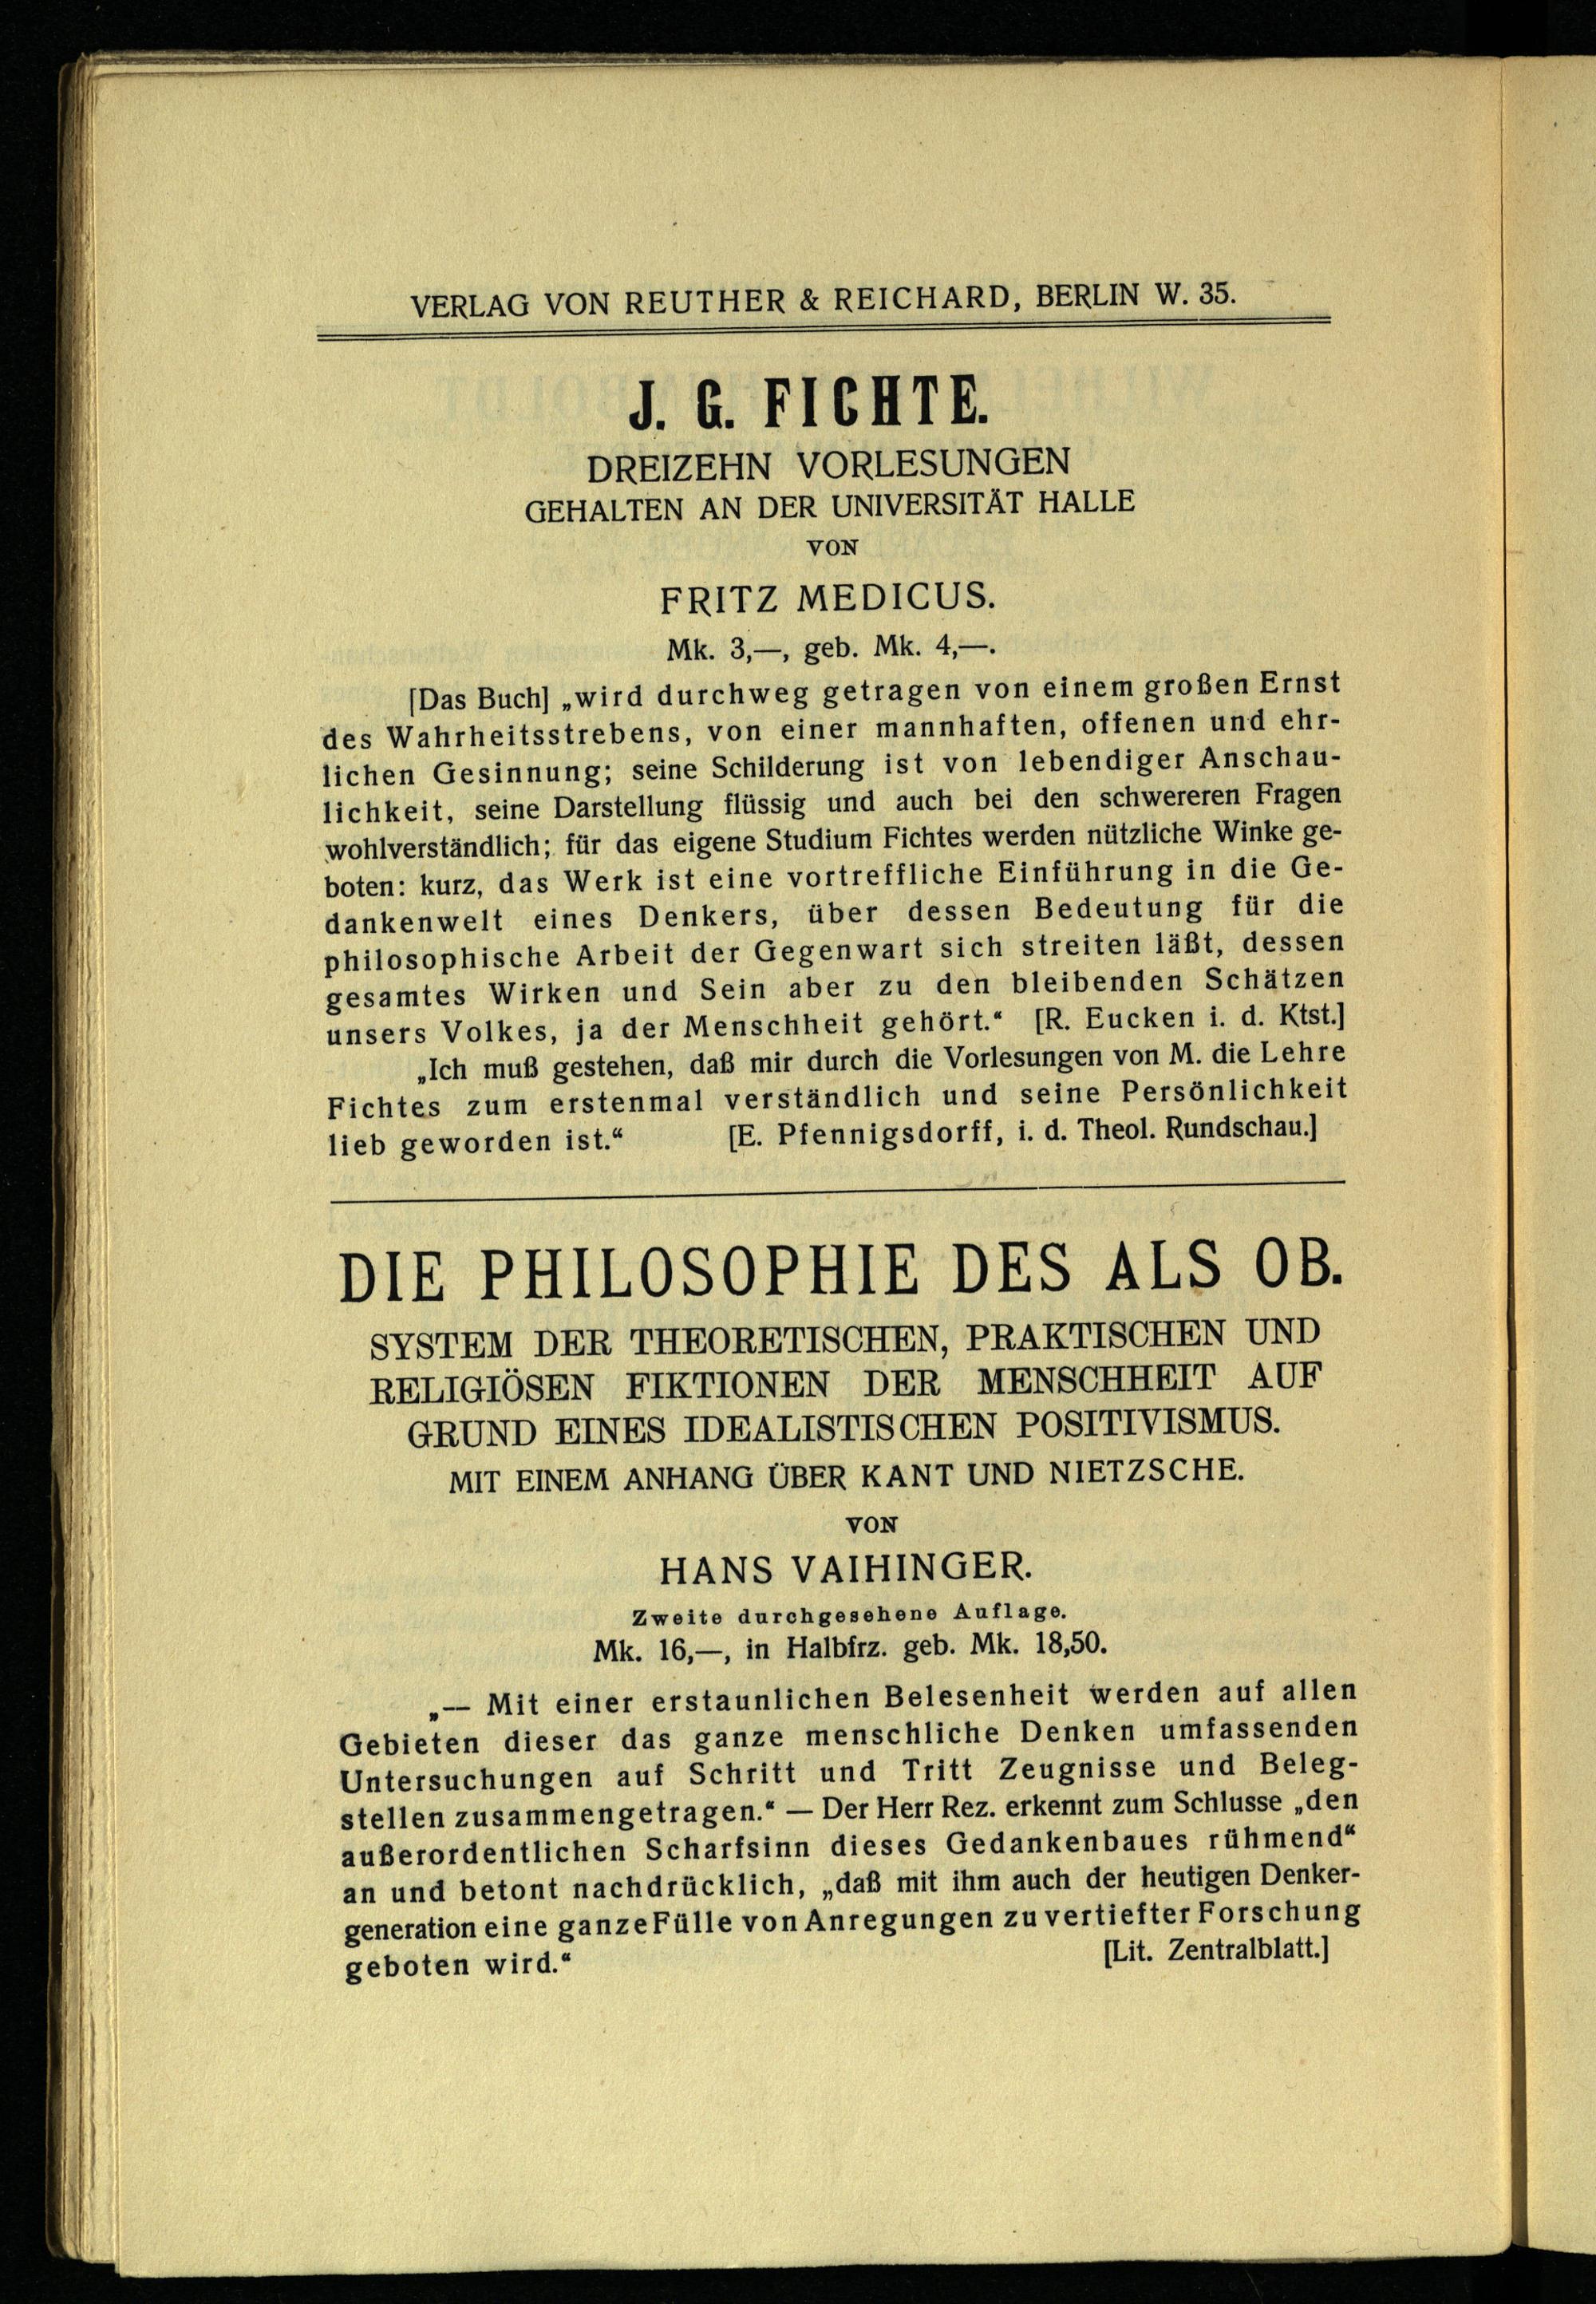 VERLAG VON REUTHER & REICHARD, BERLIN W. 35.
J. G. FICHTE.
DREIZEHN VORLESUNGEN
GEHALTEN AN DER UNIVERSITÄT HALLE
VON
FRITZ MEDICUS.
Mk. 3,—, geb. Mk. 4,—.
[Das Buch] „wird durchweg getragen von einem großen Ernst
des Wahrheitsstrebens, von einer mannhaften, offenen und ehr-
lichen Gesinnung; seine Schilderung ist von lebendiger Anschau-
lichkeit, seine Darstellung flüssig und auch bei den schwereren Fragen
wohlverständlich; für das eigene Studium Fichtes werden nützliche Winke ge-
boten: kurz, das Werk ist eine vortreffliche Einführung in die Ge-
dankenwelt eines Denkers, über dessen Bedeutung für die
philosophische Arbeit der Gegenwart sich streiten läßt, dessen
gesamtes Wirken und Sein aber zu den bleibenden Schätzen
unsers Volkes, ja der Menschheit gehört.“ [R. Eucken i. d. Ktst.]
„Ich muß gestehen, daß mir durch die Vorlesungen von M. die Lehre
Fichtes zum erstenmal verständlich und seine Persönlichkeit
lieb geworden ist.“ [E. Pfennigsdorff, i. d. Theol. Rundschau.]
DIE PHILOSOPHIE DES ALS OB.
SYSTEM DER THEORETISCHEN, PRAKTISCHEN UND
RELIGIÖSEN FIKTIONEN DER MENSCHHEIT AUF
GRUND EINES IDEALISTISCHEN POSITIVISMUS.
MIT EINEM ANHANG ÜBER KANT UND NIETZSCHE.
VON
HANS VAIHINGER.
Zweite durchgesehene Auflage.
Mk. 16,—, in Halbfrz. geb. Mk. 18,50.
„— Mit einer erstaunlichen Belesenheit werden auf allen
Gebieten dieser das ganze menschliche Denken umfassenden
Untersuchungen auf Schritt und Tritt Zeugnisse und Beleg-
stellen zusammengetragen.“ — Der Herr Rez. erkennt zum Schlusse „den
außerordentlichen Scharfsinn dieses Gedankenbaues rühmend“
an und betont nachdrücklich, „daß mit ihm auch der heutigen Denker-
generation eine ganze Fülle von Anregungen zu vertiefter Forschung
geboten wird.“ [Lit. Zentralblatt.]